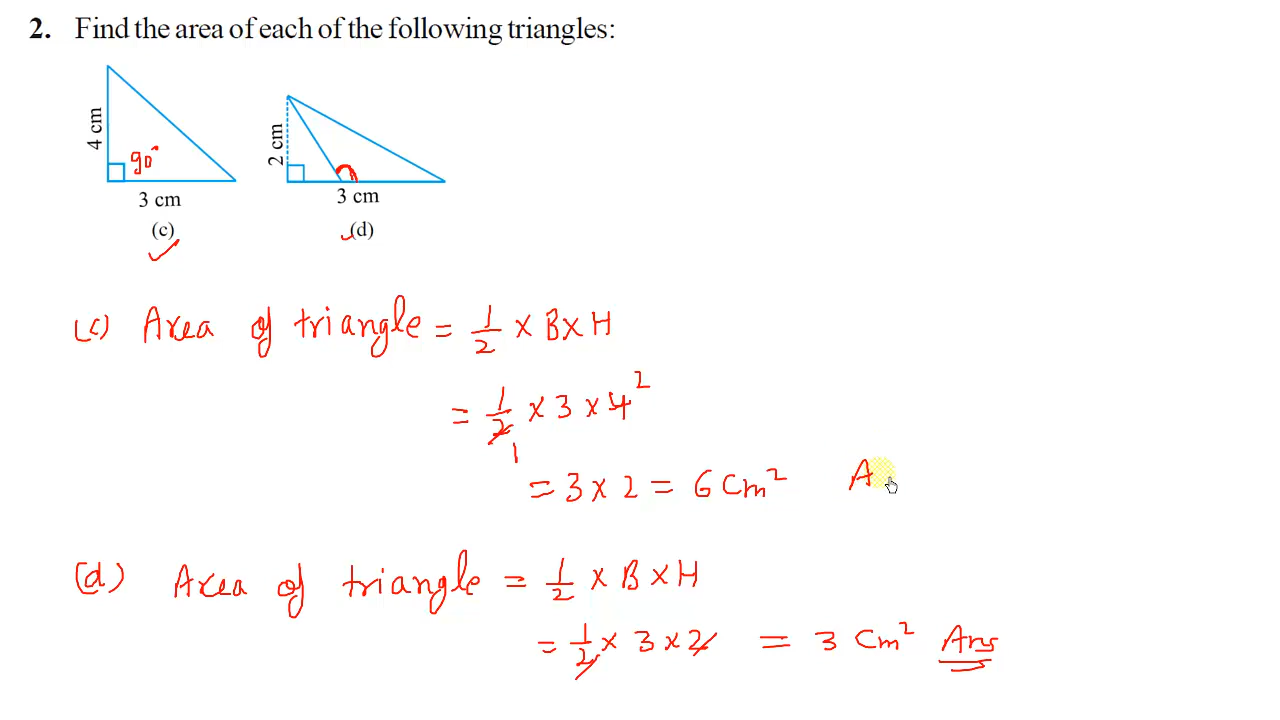 2. Find the area of each of the following triangles:
4 cm
90°
3 cm
(c)
2 cm
3 cm
(d)
(c) Area of triangle = 1/2 × B × H
= 1/2 1 × 3 × 4 2
= 3 × 2 = 6 Cm² A
(d) Area of triangle = 1/2 × B × H
= 1/2 × 3 × 2 = 3 Cm² Ans